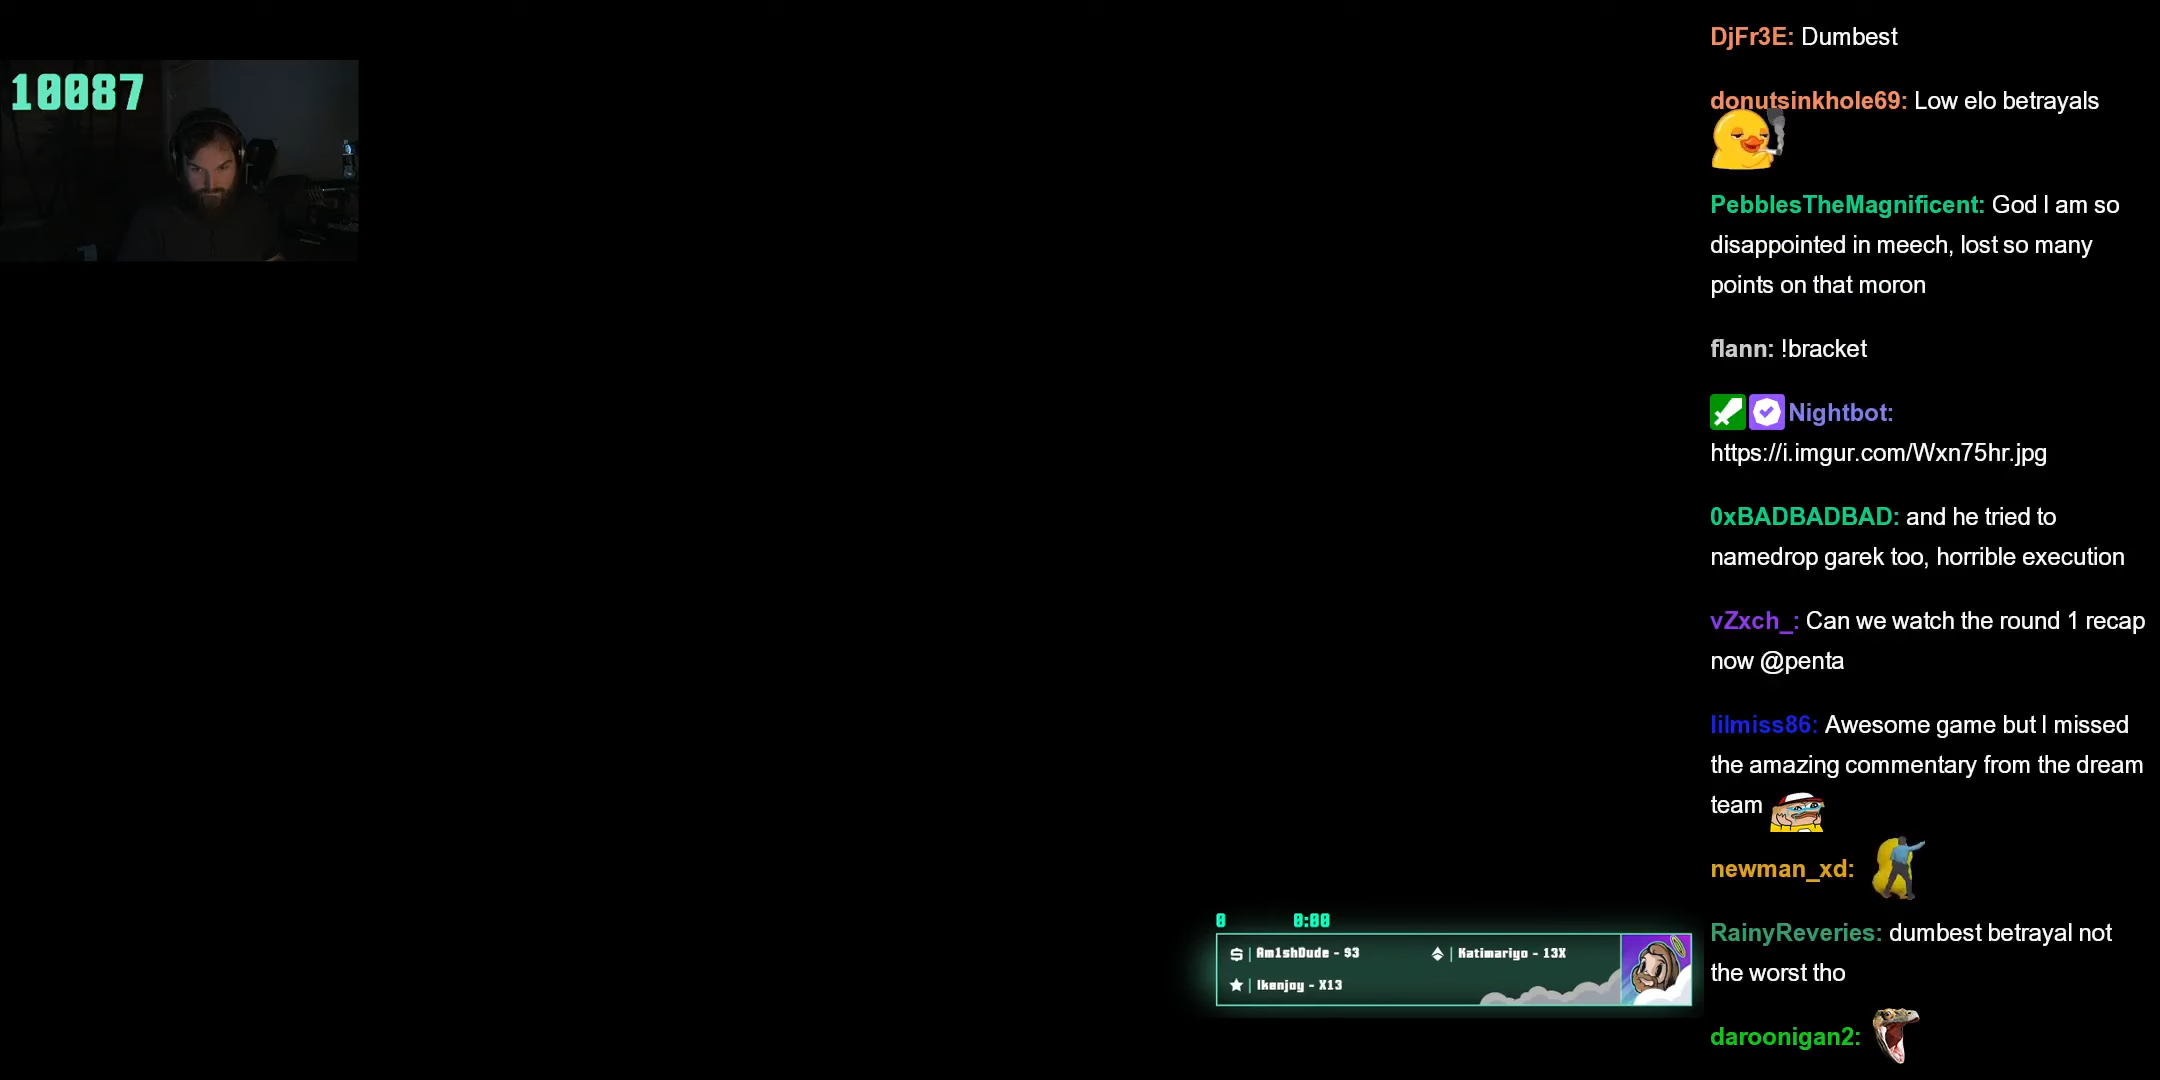 10087
DjFr3E: Dumbest
donutsinkhole69: Low elo betrayals
PebblesTheMagnificent: God I am so
disappointed in meech, lost so many
points on that moron
flann: !bracket
Nightbot:
https://i.imgur.com/Wxn75hr.jpg
0xBADBADBAD: and he tried to
namedrop garek too, horrible execution
vZxch_: Can we watch the round 1 recap
now @penta
lilmiss86: Awesome game but I missed
the amazing commentary from the dream
team
newman_xd:
RainyReveries: dumbest betrayal not
the worst tho
daroonigan2:
0 0:00
Am1shDude - $3 Katimariyo - 13X
Ikenjoy - X13